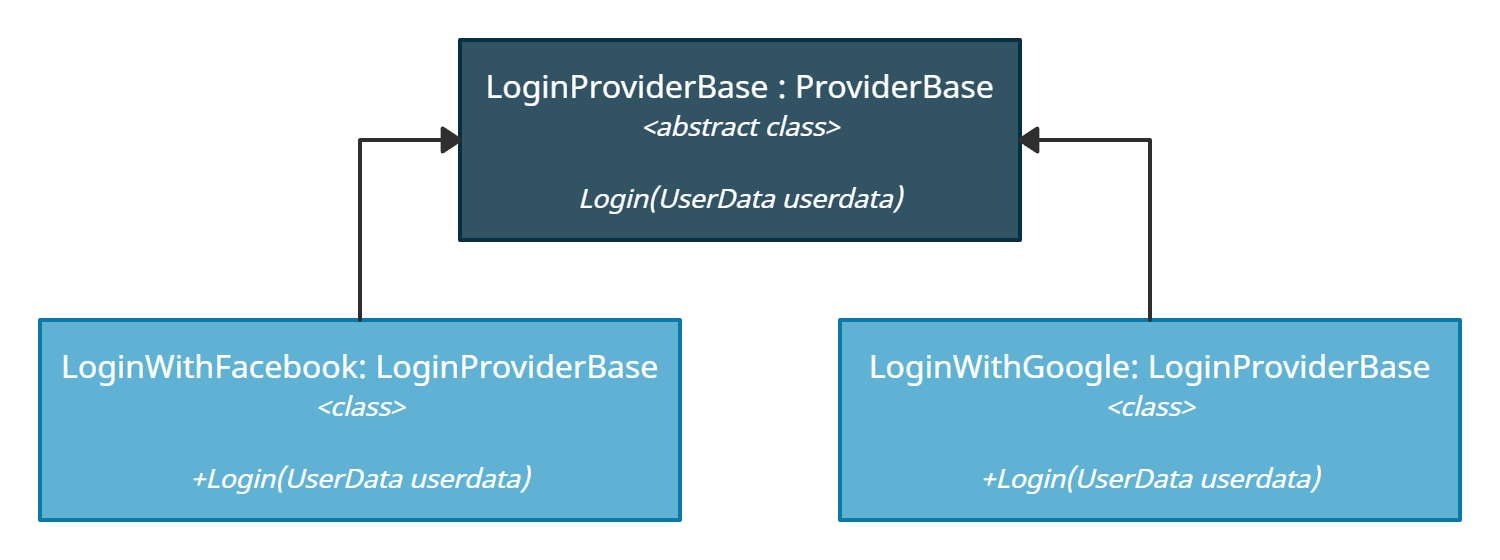 LoginProviderBase : ProviderBase
<abstract class>
Login(UserData userdata)
LoginWithFacebook: LoginProviderBase
<class>
+Login(UserData userdata)
LoginWithGoogle: LoginProviderBase
<class>
+Login(UserData userdata)